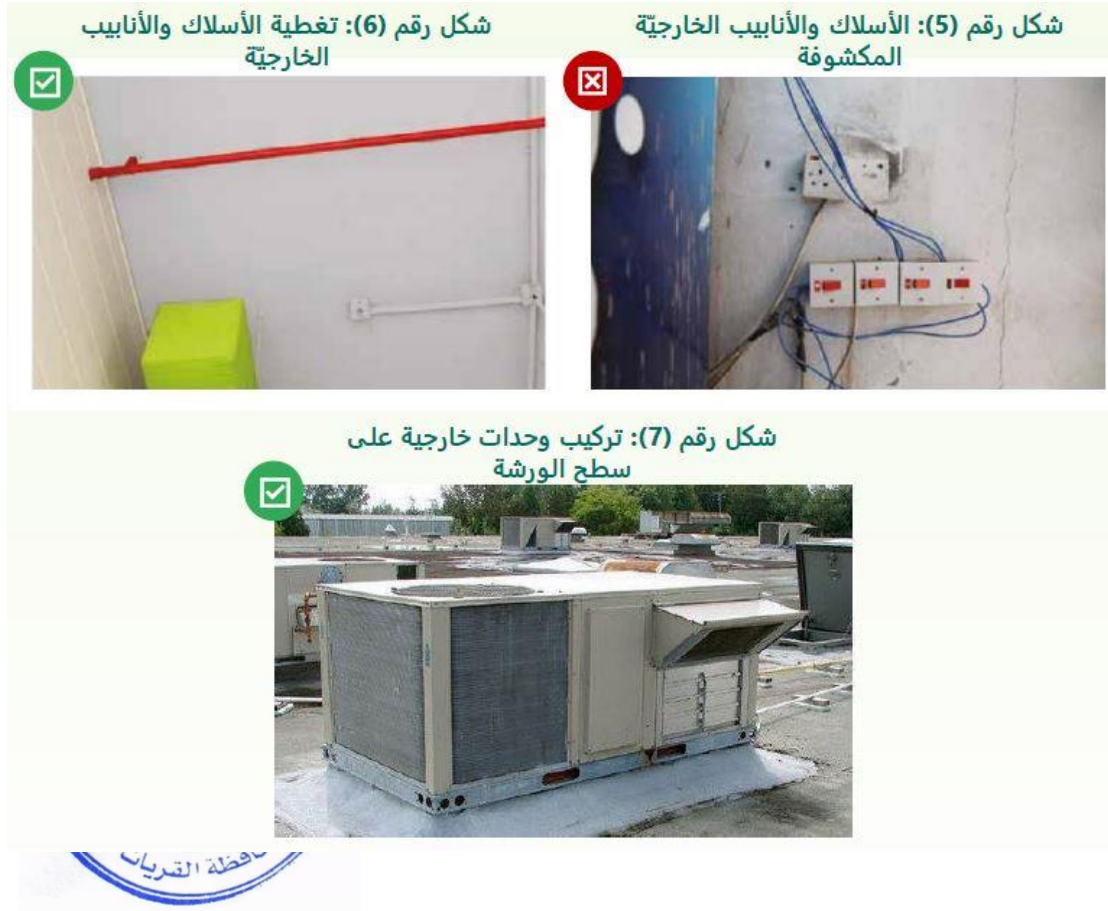 شكل رقم (5): الأسلاك والأنابيب الخارجيّة
المكشوفة
شكل رقم (6): تغطية الأسلاك والأنابيب
الخارجيّة
شكل رقم (7): تركيب وحدات خارجية على
سطح الورشة
القريات